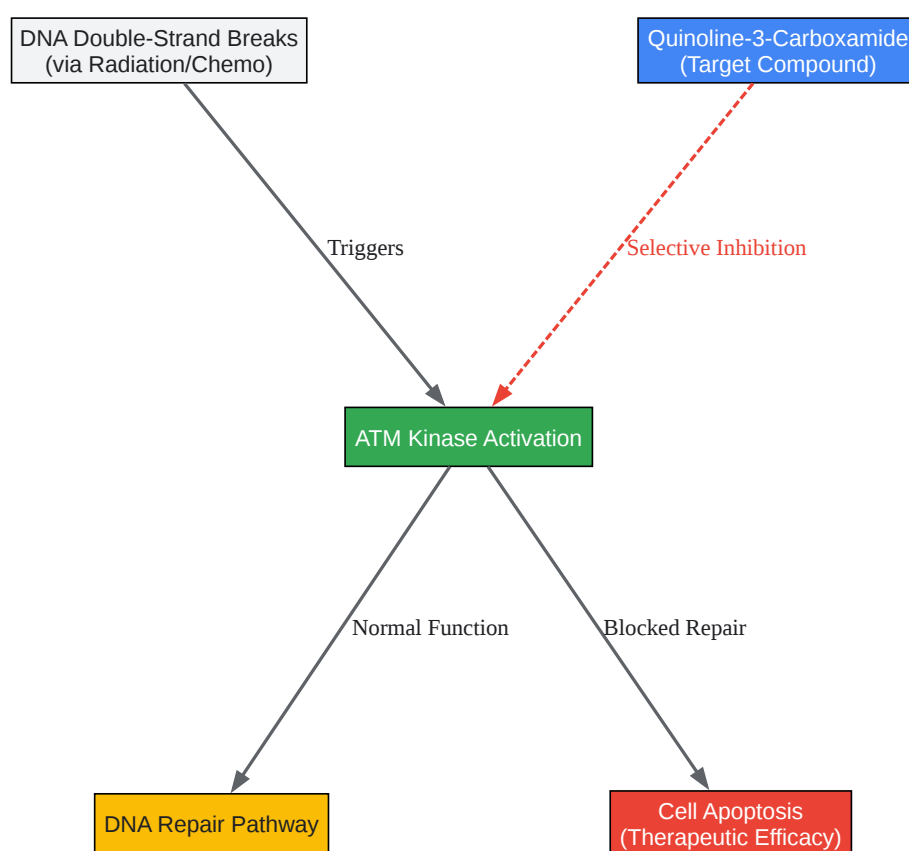 DNA Double-Strand Breaks
(via Radiation/Chemo)
Quinoline-3-Carboxamide
(Target Compound)
Triggers
Selective Inhibition
ATM Kinase Activation
Normal Function
Blocked Repair
DNA Repair Pathway
Cell Apoptosis
(Therapeutic Efficacy)